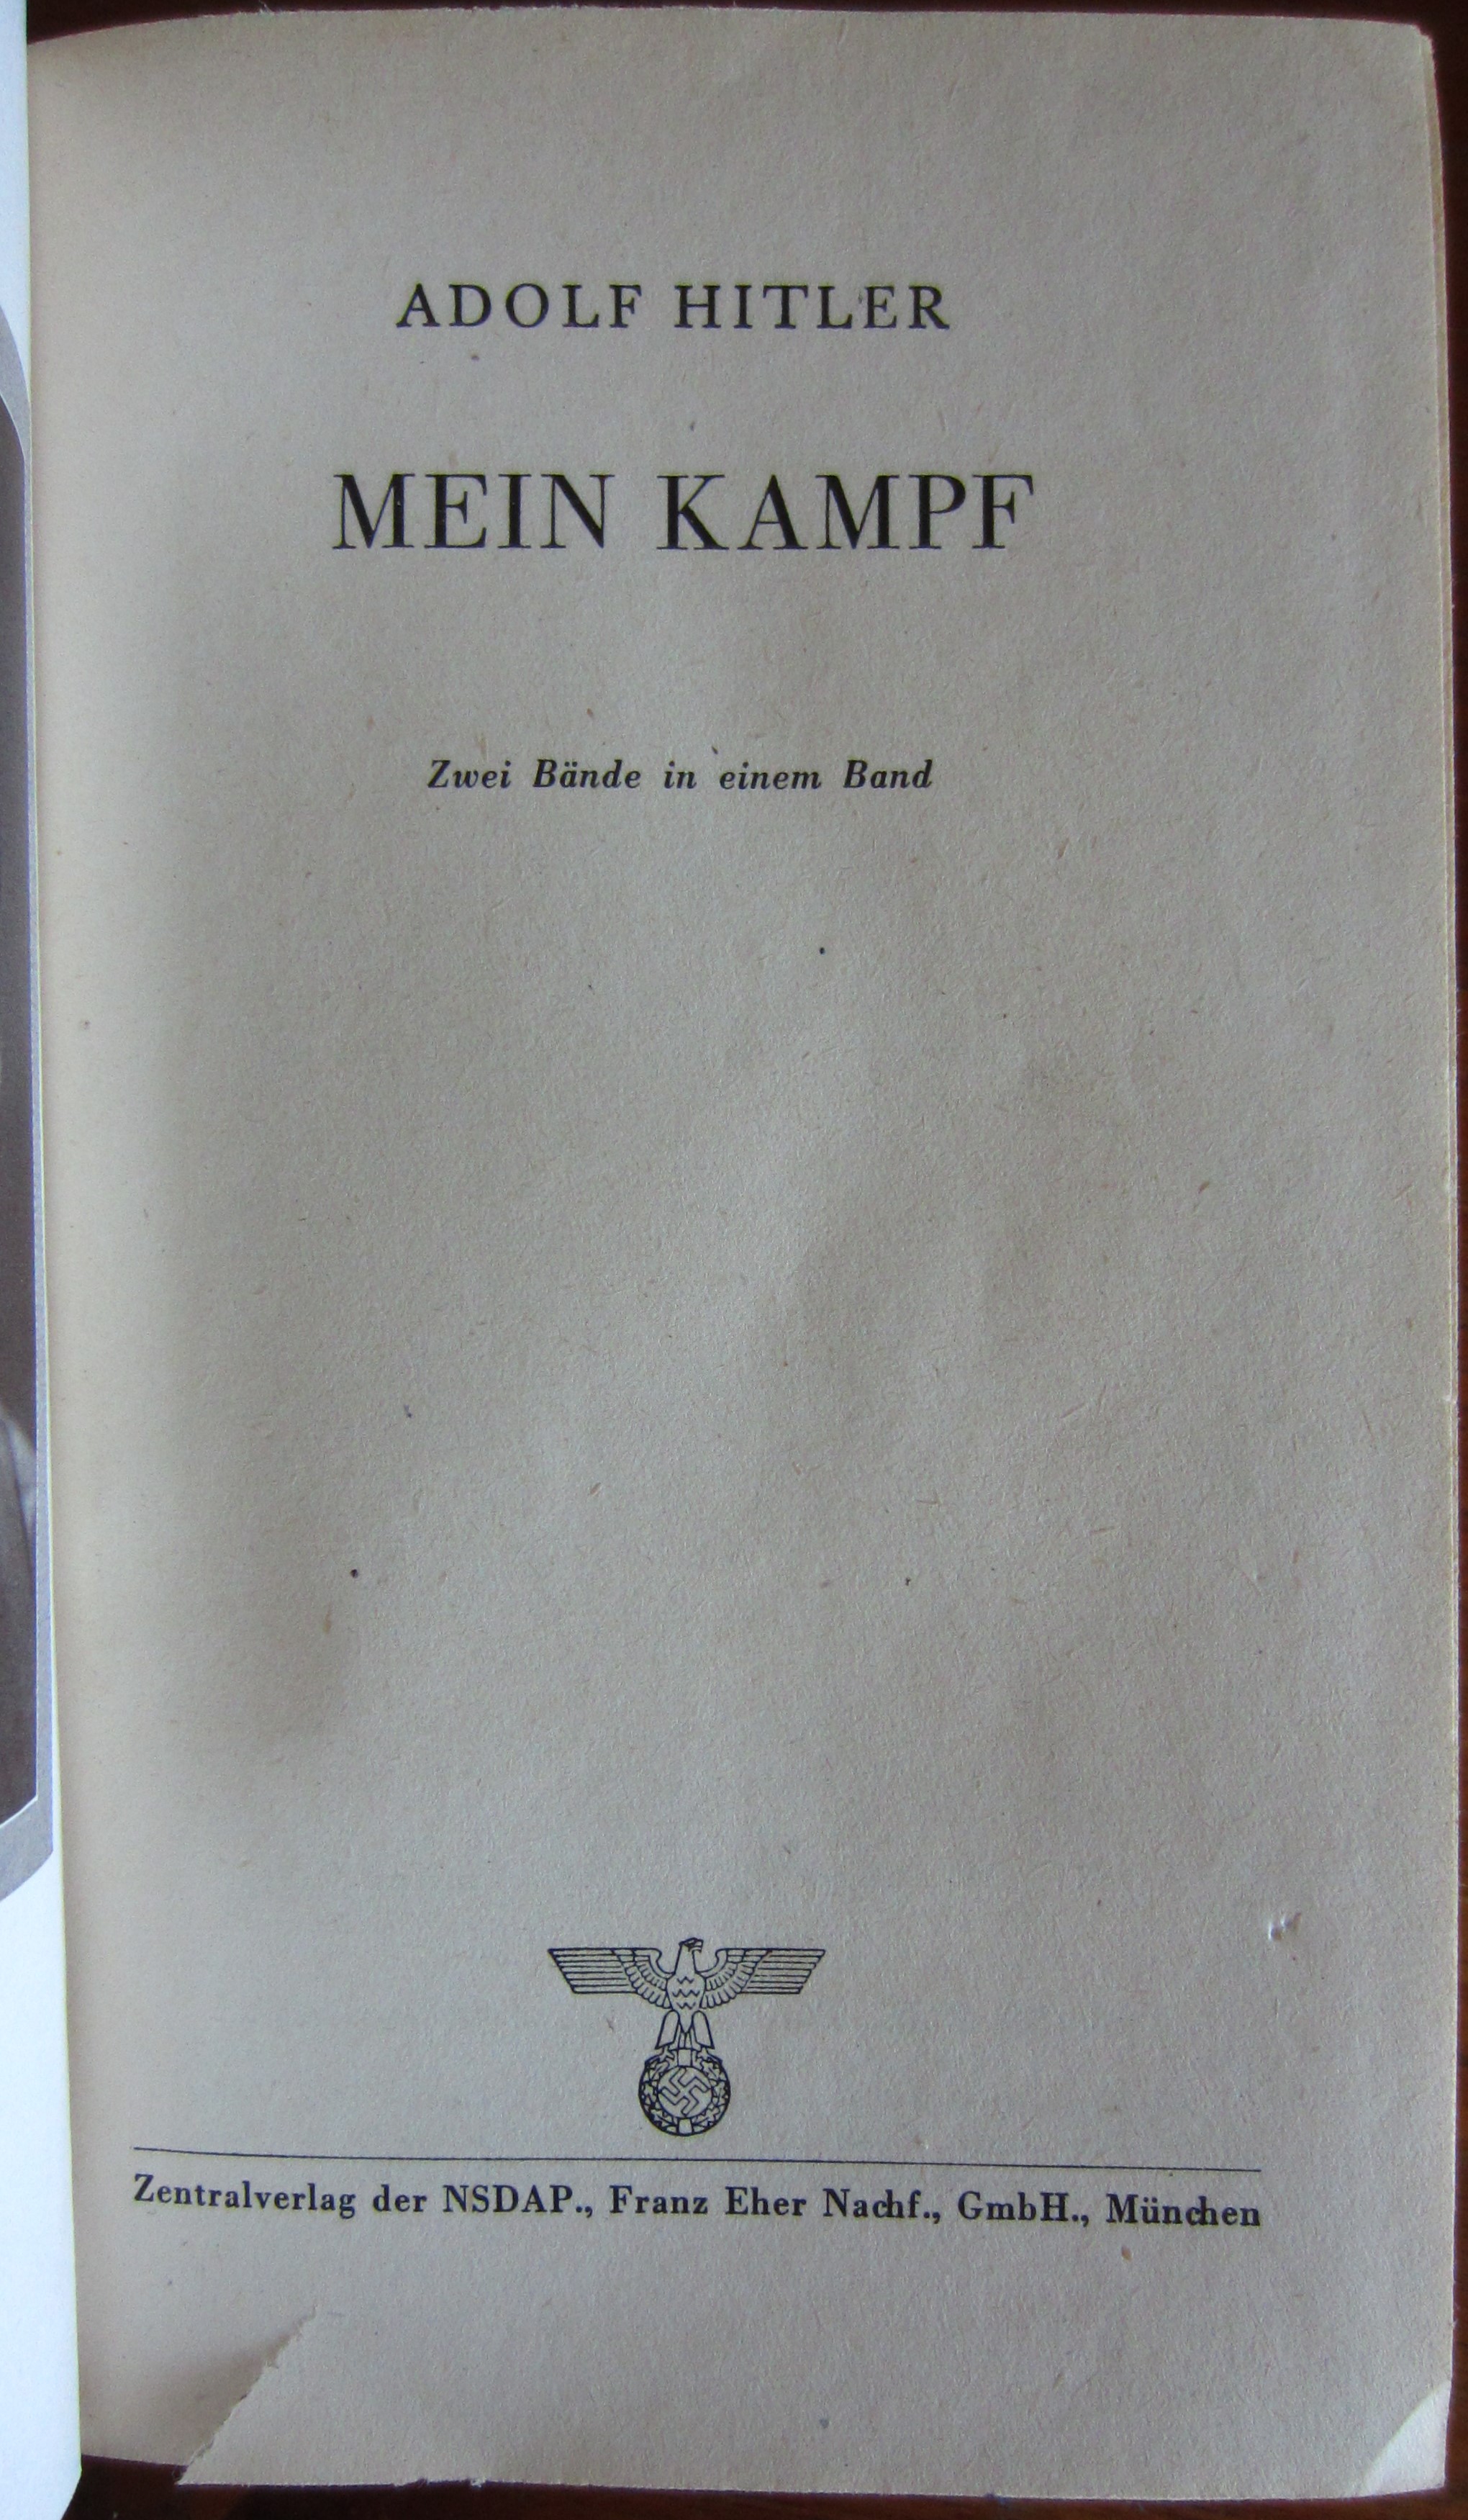 ADOLF HITLER
MEIN KAMPF
Zwei Bände in einem Band
Zentralverlag der NSDAP., Franz Eher Nachf., GmbH., München